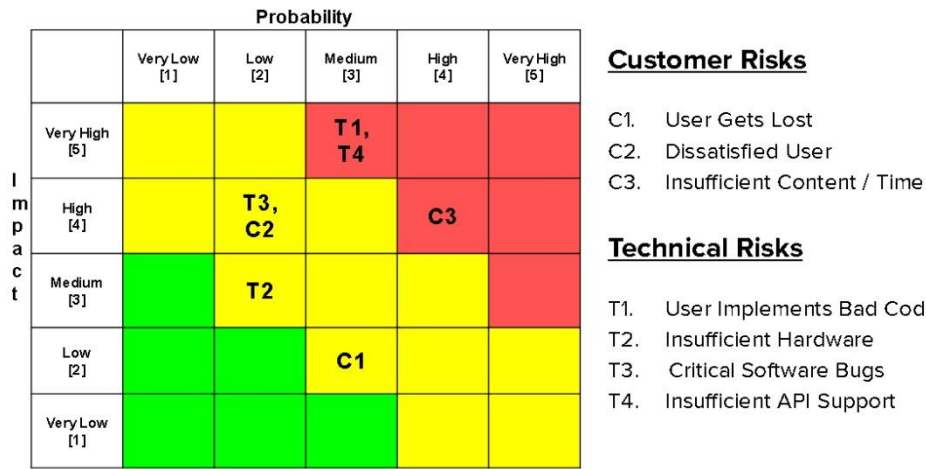 Probability
Very Low Low Medium High Very High
[1] [2] [3] [4] [5]
Impact
Very High
[5]
T1,
T4
High
[4]
T3,
C2
C3
Medium
[3]
T2
Low
[2]
C1
Very Low
[1]
Customer Risks
C1. User Gets Lost
C2. Dissatisfied User
C3. Insufficient Content / Time
Technical Risks
T1. User Implements Bad Cod
T2. Insufficient Hardware
T3. Critical Software Bugs
T4. Insufficient API Support